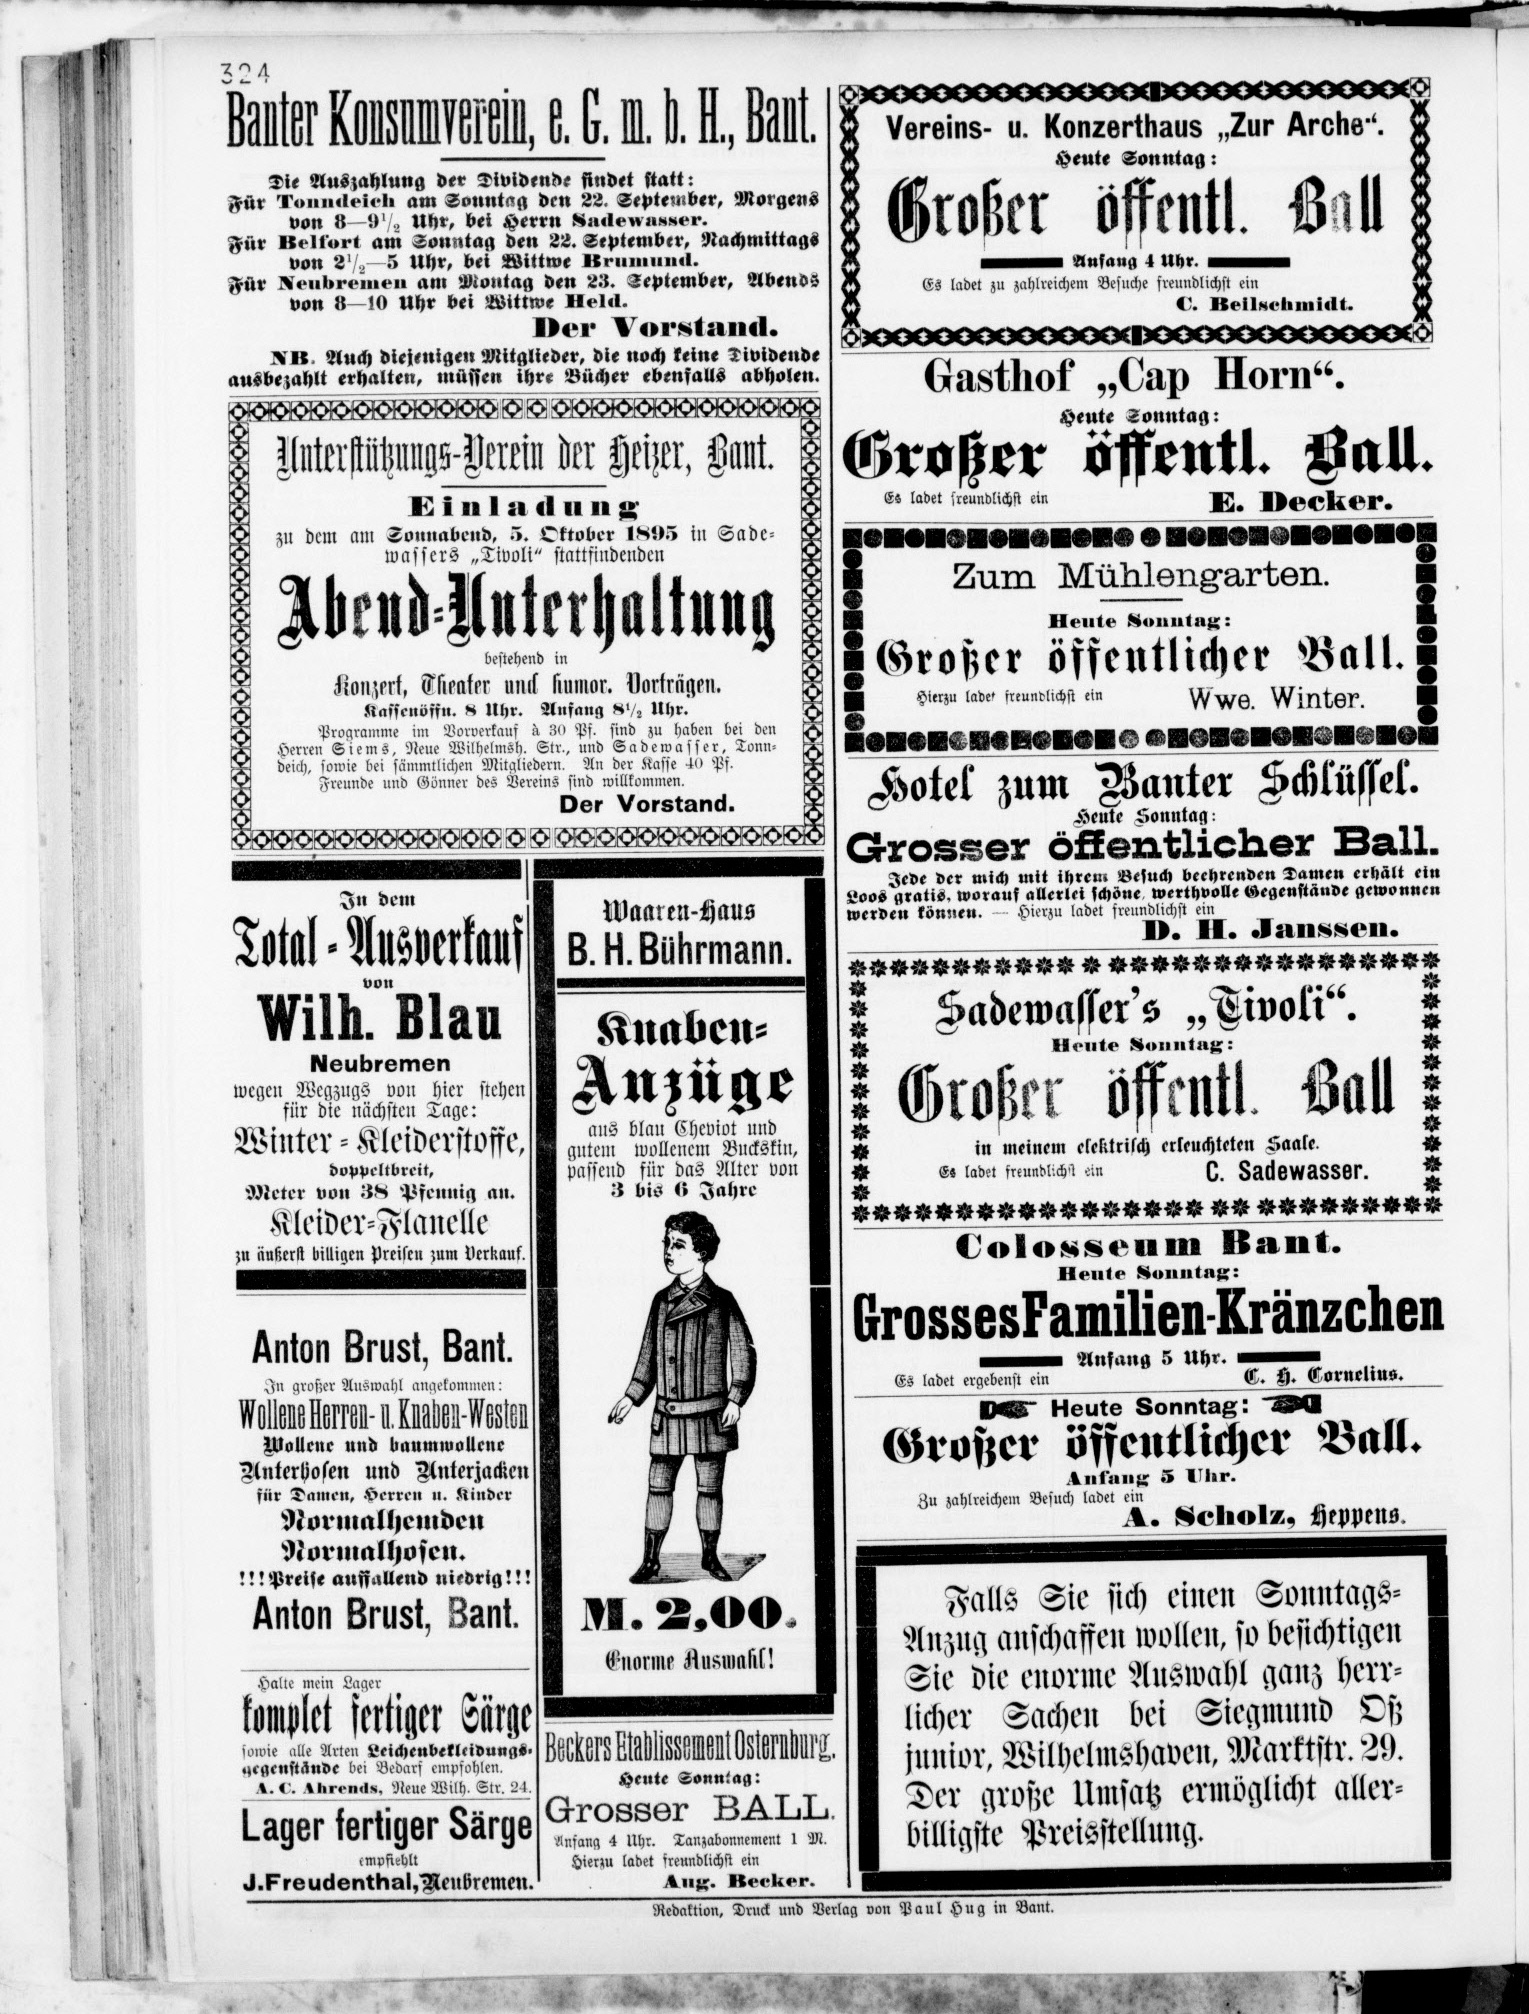 324
Banter Konsumverein, e. G. m. b. H., Bant.
Die Auszahlung der Dividende findet statt:
Für Tonndeich am Sonntag den 22. September, Morgens
von 8—9½ Uhr, bei Herrn Sadewasser.
Für Belfort am Sonntag den 22. September, Nachmittags
von 2½—5 Uhr, bei Wittwe Brumund.
Für Neubremen am Montag den 23. September, Abends
von 8—10 Uhr bei Wittwe Held.
Der Vorstand.
NB. Auch diejenigen Mitglieder, die noch keine Dividende
ausbezahlt erhalten, müssen ihre Bücher ebenfalls abholen.
Unterstützungs-Verein der Heizer, Bant.
Einladung
zu dem am Sonnabend, 5. Oktober 1895 in Sade-
wassers „Tivoli“ stattfindenden
Abend-Unterhaltung
bestehend in
Konzert, Theater und humor. Vorträgen.
Kassenöffn. 8 Uhr. Anfang 8½ Uhr.
Programme im Vorverkauf à 30 Pf. sind zu haben bei den
Herren Siems, Neue Wilhelmsh. Str., und Sadewasser, Tonn-
deich, sowie bei sämmtlichen Mitgliedern. An der Kasse 40 Pf.
Freunde und Gönner des Vereins sind willkommen.
Der Vorstand.
In dem
Total-Ausverkauf
von
Wilh. Blau
Neubremen
wegen Wegzugs von hier stehen
für die nächsten Tage:
Winter-Kleiderstoffe,
doppeltbreit,
Meter von 38 Pfennig an.
Kleider-Flanelle
zu äußerst billigen Preisen zum Verkauf.
Anton Brust, Bant.
In großer Auswahl angekommen:
Wollene Herren- u. Knaben-Westen
Wollene und baumwollene
Unterhosen und Unterjacken
für Damen, Herren u. Kinder
Normalhemden
Normalhosen.
!!!Preise auffallend niedrig!!!
Anton Brust, Bant.
Halte mein Lager
komplet fertiger Särge
sowie alle Arten Leichenbekleidungs-
gegenstände bei Bedarf empfohlen.
A. C. Ahrends, Neue Wilh. Str. 24.
Lager fertiger Särge
empfiehlt
J. Freudenthal, Neubremen.
Waaren-Haus
B. H. Bührmann.
Knaben-
Anzüge
aus blau Cheviot und
gutem wollenem Buckskin,
passend für das Alter von
3 bis 6 Jahre
M. 2,00.
Enorme Auswahl!
Beckers Etablissement Osternburg.
Heute Sonntag:
Grosser BALL.
Anfang 4 Uhr. Tanzabonnement 1 M.
Hierzu ladet freundlichst ein
Aug. Becker.
Vereins- u. Konzerthaus „Zur Arche“.
Heute Sonntag:
Großer öffentl. Ball
Anfang 4 Uhr.
Es ladet zu zahlreichem Besuche freundlichst ein
C. Beilschmidt.
Gasthof „Cap Horn“.
Heute Sonntag:
Großer öffentl. Ball.
Es ladet freundlichst ein E. Decker.
Zum Mühlengarten.
Heute Sonntag:
Großer öffentlicher Ball.
Hierzu ladet freundlichst ein Wwe. Winter.
Hotel zum Banter Schlüssel.
Heute Sonntag:
Grosser öffentlicher Ball.
Jede der mich mit ihrem Besuch beehrenden Damen erhält ein
Loos gratis, worauf allerlei schöne, werthvolle Gegenstände gewonnen
werden können. — Hierzu ladet freundlichst ein
D. H. Janssen.
Sadewasser's „Tivoli“.
Heute Sonntag:
Großer öffentl. Ball
in meinem elektrisch erleuchteten Saale.
Es ladet freundlichst ein C. Sadewasser.
Colosseum Bant.
Heute Sonntag:
Grosses Familien-Kränzchen
Anfang 5 Uhr.
Es ladet ergebenst ein C. H. Cornelius.
Heute Sonntag:
Großer öffentlicher Ball.
Anfang 5 Uhr.
Zu zahlreichem Besuch ladet ein
A. Scholz, Heppens.
Falls Sie sich einen Sonntags-
Anzug anschaffen wollen, so besichtigen
Sie die enorme Auswahl ganz herr-
licher Sachen bei Siegmund Oß
junior, Wilhelmshaven, Marktstr. 29.
Der große Umsatz ermöglicht aller-
billigste Preisstellung.
Redaktion, Druck und Verlag von Paul Hug in Bant.